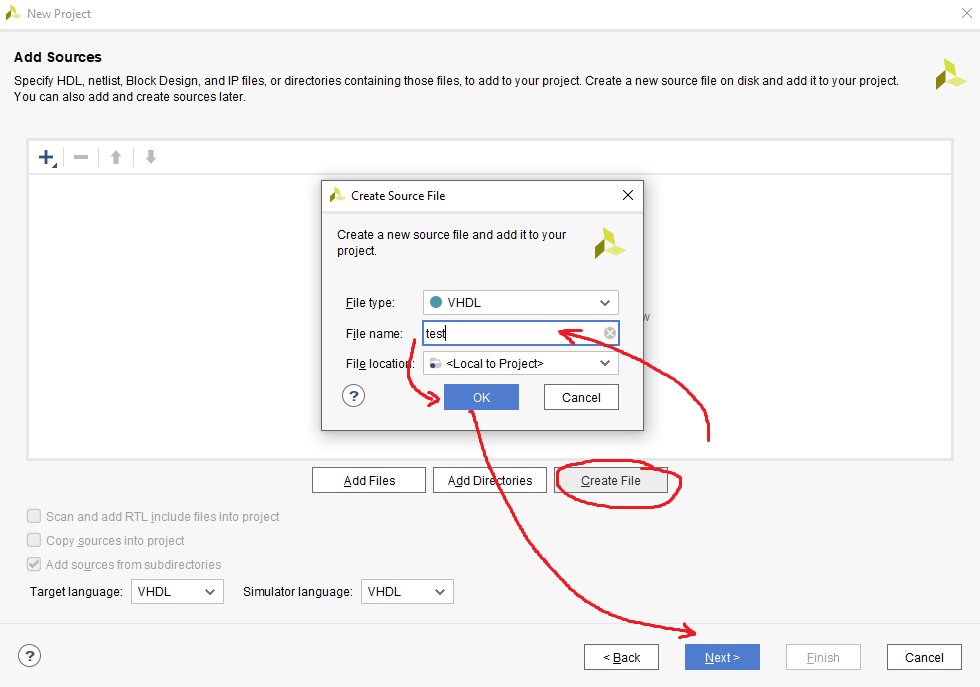 New Project
Add Sources
Specify HDL, netlist, Block Design, and IP files, or directories containing those files, to add to your project. Create a new source file on disk and add it to your project.
You can also add and create sources later.
Create Source File
Create a new source file and add it to your
project.
File type: VHDL
File name: test
File location: <Local to Project>
? OK Cancel
Add Files Add Directories Create File
Scan and add RTL include files into project
Copy sources into project
Add sources from subdirectories
Target language: VHDL Simulator language: VHDL
? < Back Next > Finish Cancel